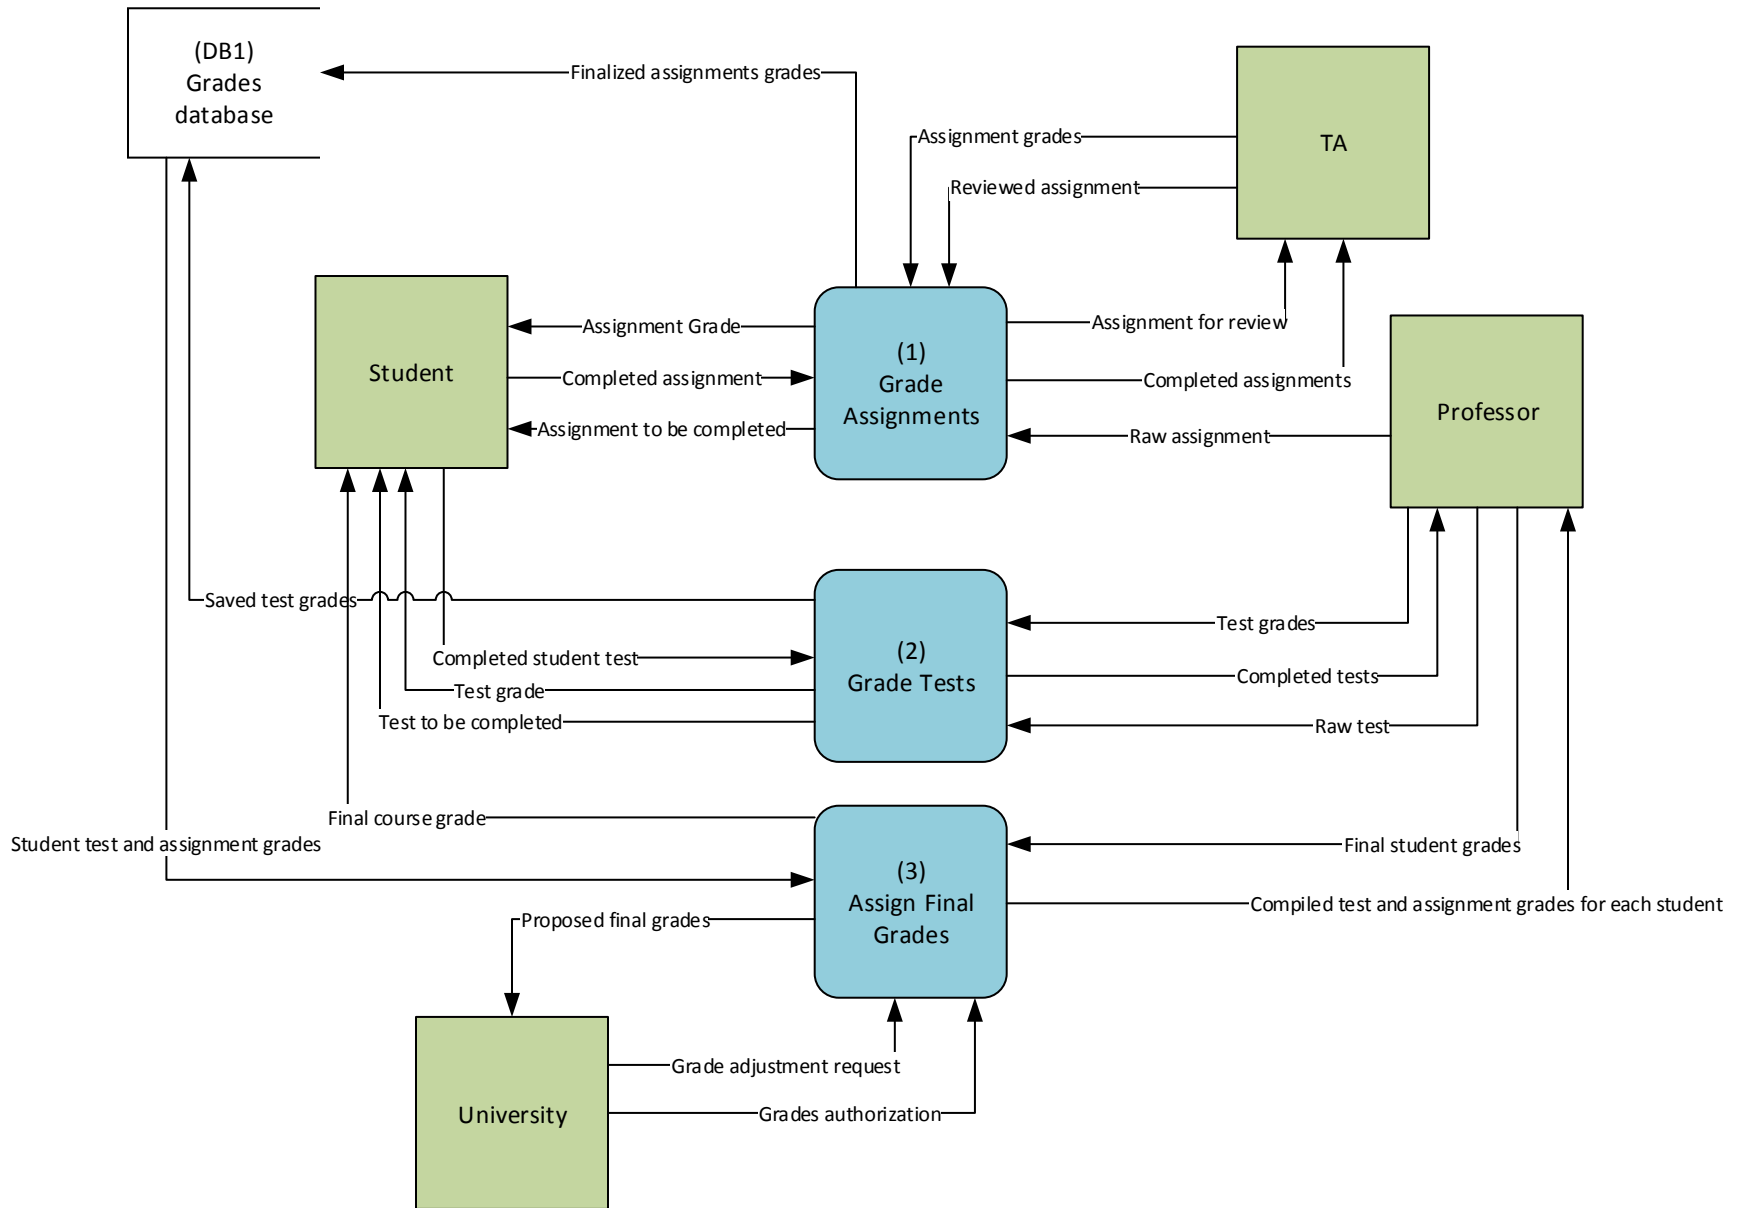 (DB1)
Grades
database
Finalized assignments grades
TA
Assignment grades
Reviewed assignment
Student
Assignment Grade
Completed assignment
Assignment to be completed
(1)
Grade
Assignments
Assignment for review
Completed assignments
Raw assignment
Professor
Saved test grades
Completed student test
Test grade
Test to be completed
(2)
Grade Tests
Test grades
Completed tests
Raw test
Final course grade
Student test and assignment grades
(3)
Assign Final
Grades
Final student grades
Compiled test and assignment grades for each student
Proposed final grades
University
Grade adjustment request
Grades authorization